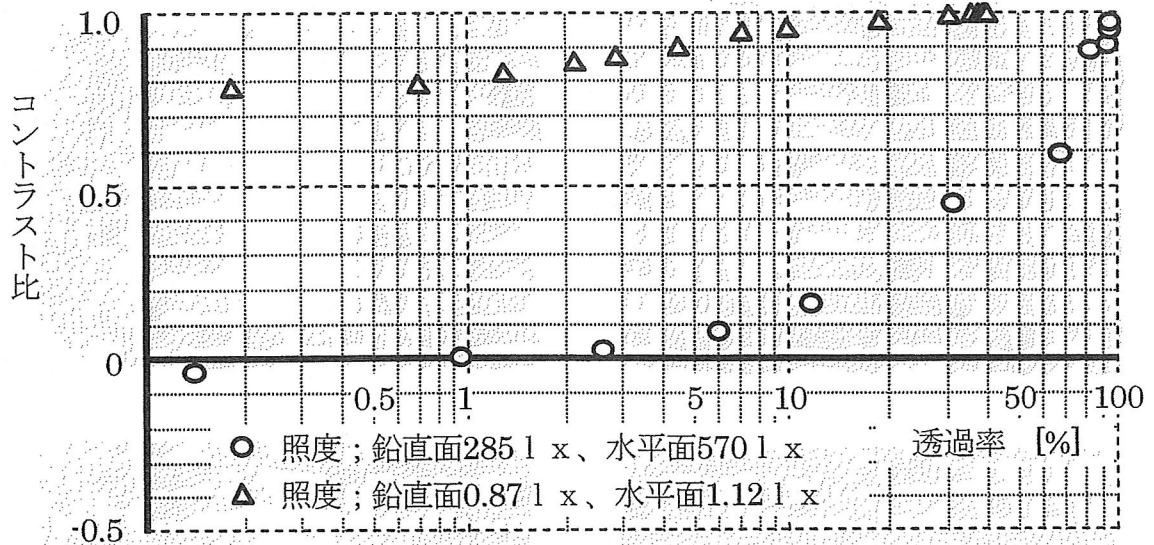 コントラスト比
1.0
0.5
0
-0.5
0.5 1 5 10 50 100
透過率 [%]
○ 照度；鉛直面285ｌｘ、水平面570ｌｘ
△ 照度；鉛直面0.87ｌｘ、水平面1.12ｌｘ